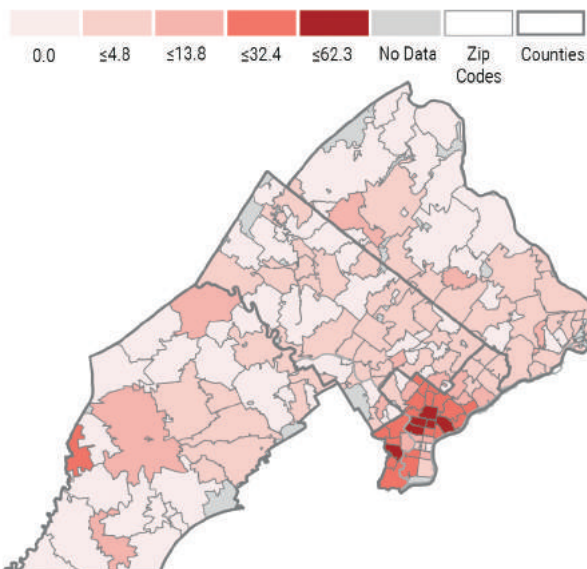 0.0 ≤4.8 ≤13.8 ≤32.4 ≤62.3 No Data Zip Counties
Codes